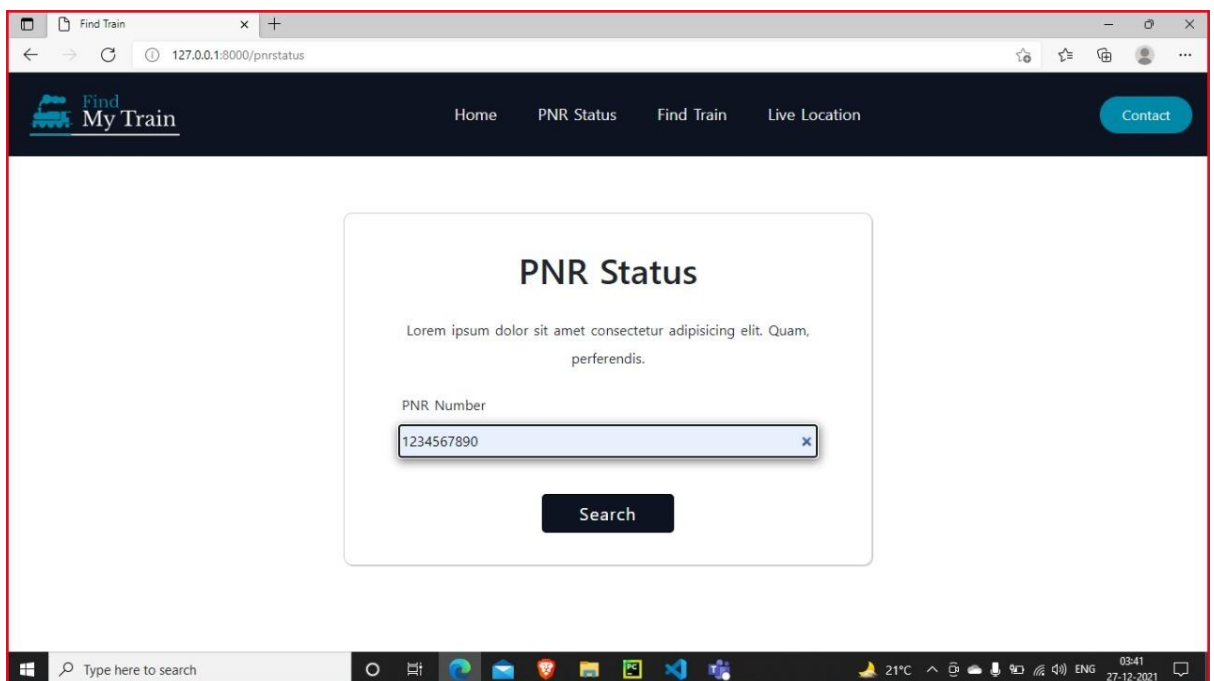 Find Train
127.0.0.1:8000/pnrstatus
Find
My Train
Home PNR Status Find Train Live Location
Contact
PNR Status
Lorem ipsum dolor sit amet consectetur adipisicing elit. Quam,
perferendis.
PNR Number
1234567890
Search
Type here to search
PC
21°C
ENG
03:41
27-12-2021